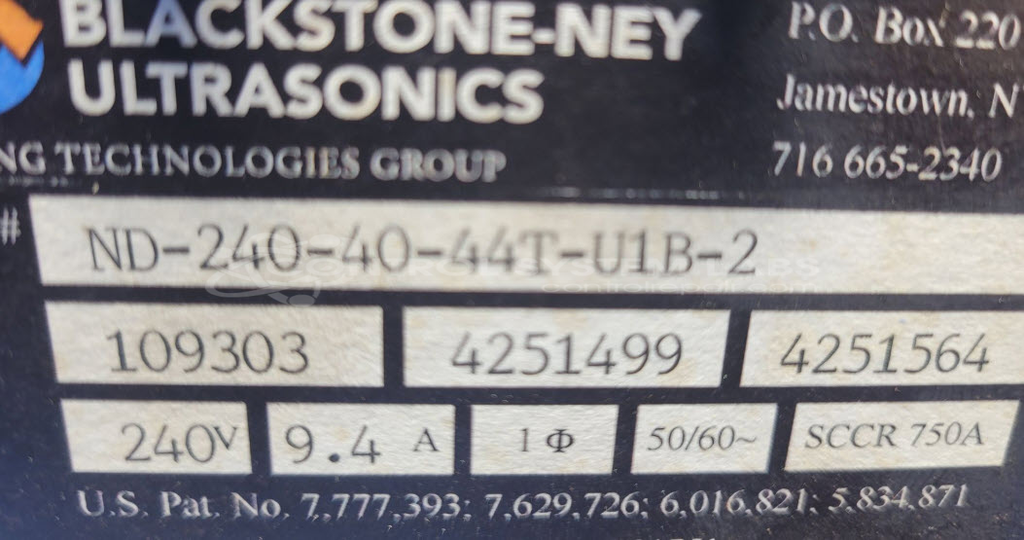 BLACKSTONE-NEY P.O. Box 220
ULTRASONICS Jamestown, N
NG TECHNOLOGIES GROUP 716 665-2340
# ND-240-40-44T-U1B-2
109303 4251499 4251564
240V 9.4 A 1 Φ 50/60~ SCCR 750A
U.S. Pat. No. 7,777,393; 7,629,726; 6,016,821; 5,834,871